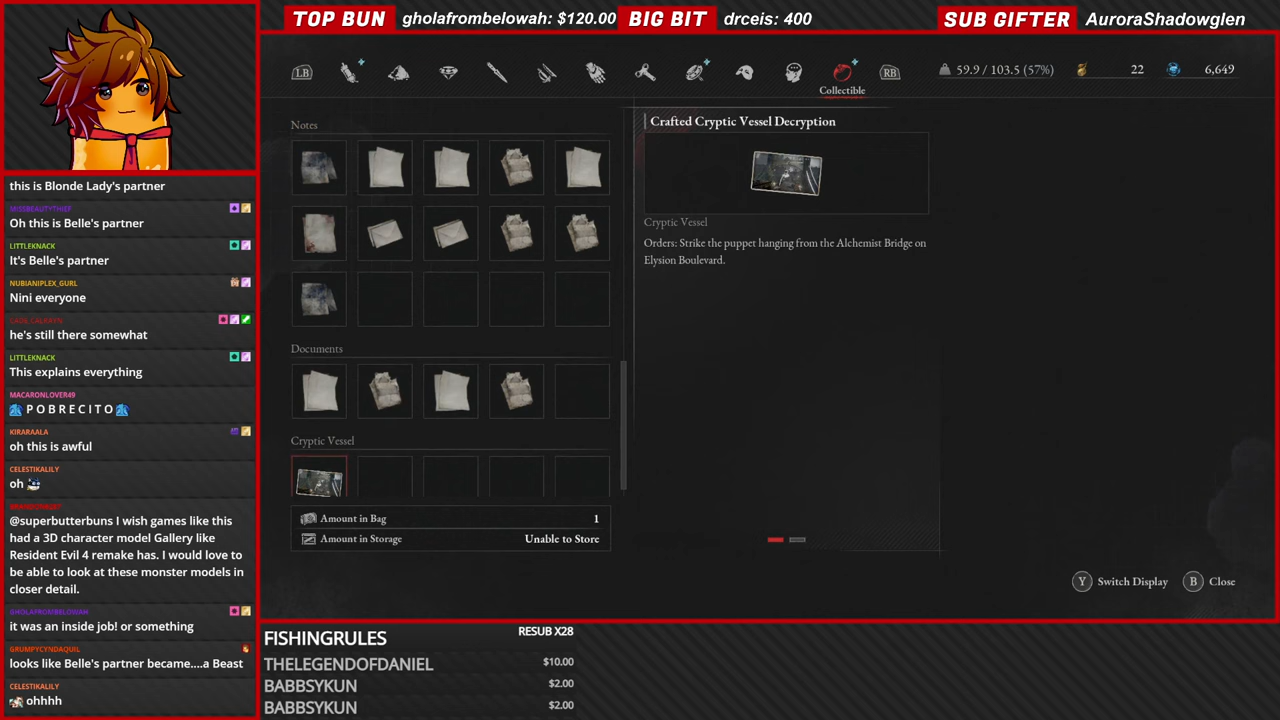 TOP BUN gholafrombelowah: $120.00 BIG BIT drceis: 400 SUB GIFTER AuroraShadowglen
this is Blonde Lady's partner
MISSBEAUTYTHIEF
Oh this is Belle's partner
LITTLEKNACK
It's Belle's partner
NUBIANIPLEX_GURL
Nini everyone
he's still there somewhat
LITTLEKNACK
This explains everything
MACARONLOVER49
P O B R E C I T O
KIRARAALA
oh this is awful
CELESTIKALILY
oh
@superbutterbuns I wish games like this
had a 3D character model Gallery like
Resident Evil 4 remake has. I would love to
be able to look at these monster models in
closer detail.
GHOLAFROMBELOWAH
it was an inside job! or something
GRUMPYCYNDAQUIL
looks like Belle's partner became....a Beast
CELESTIKALILY
ohhhh
LB
RB
59.9 / 103.5 (57%)
22
6,649
Collectible
Notes
Documents
Cryptic Vessel
Amount in Bag 1
Amount in Storage Unable to Store
Crafted Cryptic Vessel Decryption
Cryptic Vessel
Orders: Strike the puppet hanging from the Alchemist Bridge on
Elysion Boulevard.
Y Switch Display B Close
FISHINGRULES RESUB X28
THELEGENDOFDANIEL $10.00
BABBSYKUN $2.00
BABBSYKUN $2.00